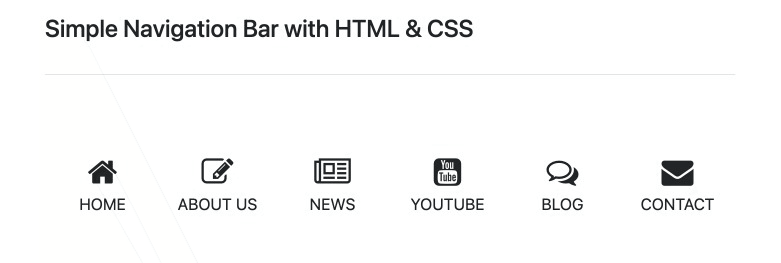 Simple Navigation Bar with HTML & CSS
You
Tube
HOME ABOUT US NEWS YOUTUBE BLOG CONTACT